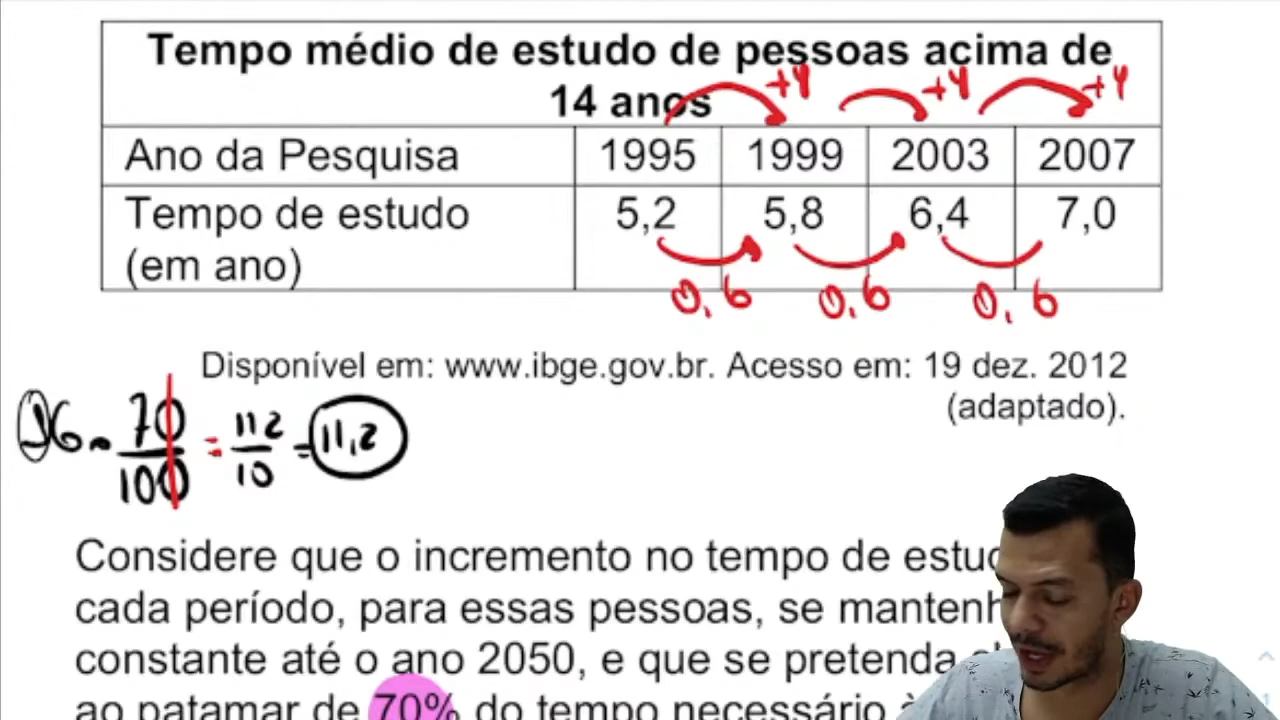 Tempo médio de estudo de pessoas acima de
14 anos
+4 +4 +4
Ano da Pesquisa 1995 1999 2003 2007
Tempo de estudo 5,2 5,8 6,4 7,0
(em ano)
0,6 0,6 0,6
Disponível em: www.ibge.gov.br. Acesso em: 19 dez. 2012
(adaptado).
16 . 70/100 = 112/10 = 11,2
Considere que o incremento no tempo de
cada período, para essas pessoas, se
constante até o ano 2050, e que se pretenda
ao patamar de 70% do tempo necessário